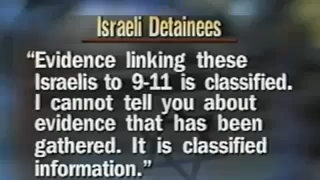 Israeli Detainees
“Evidence linking these
Israelis to 9-11 is classified.
I cannot tell you about
evidence that has been
gathered. It is classified
information.”